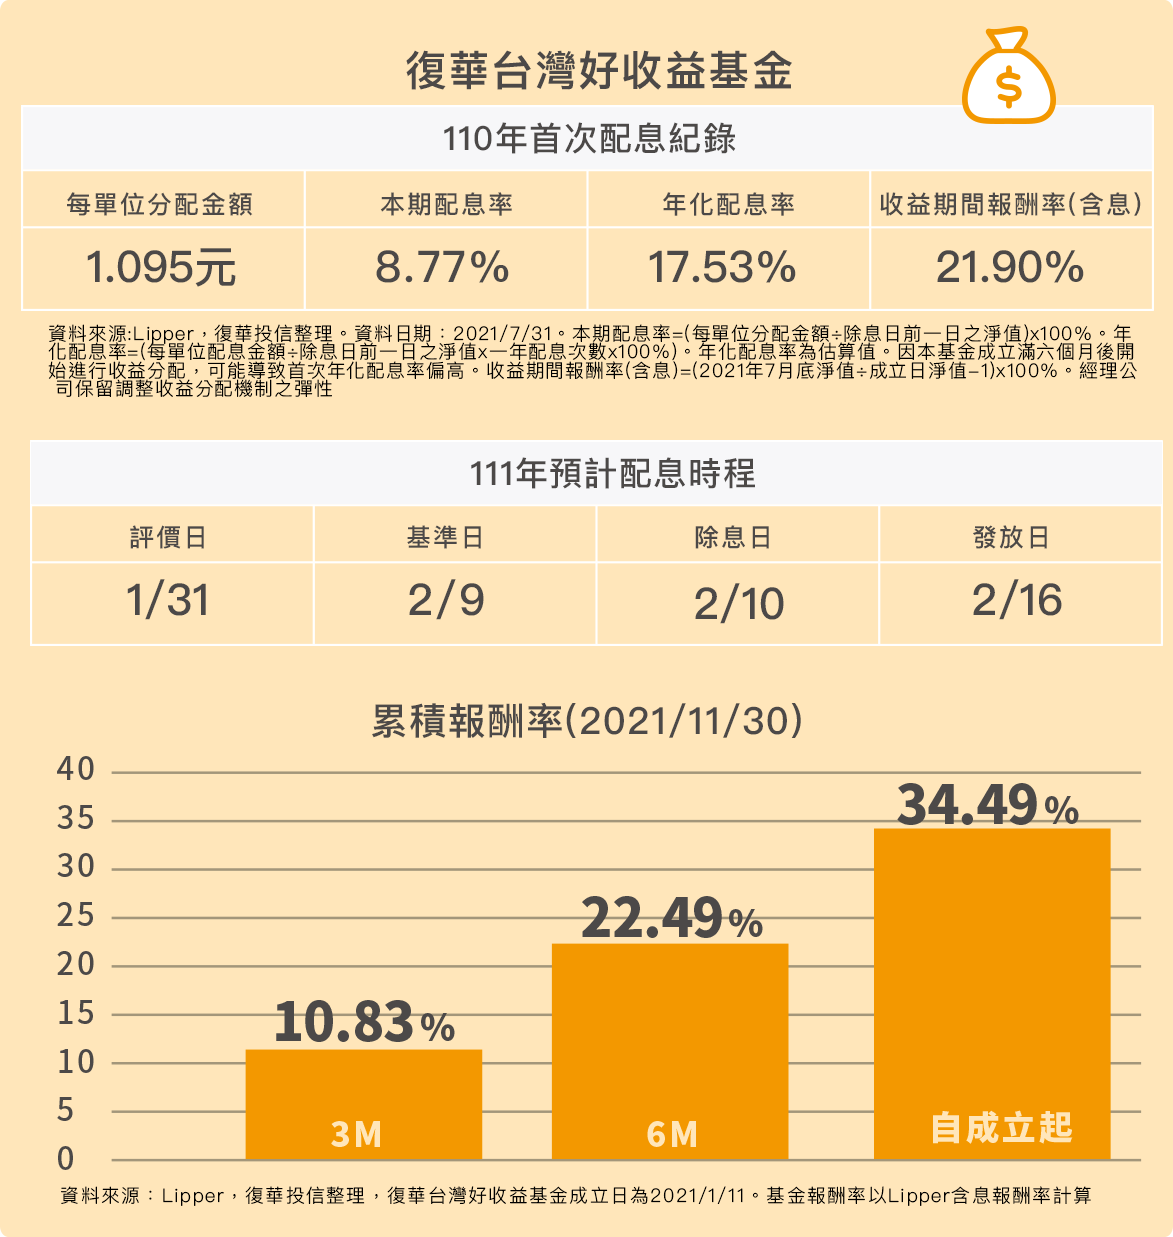 復華台灣好收益基金
$
110年首次配息紀錄
每單位分配金額 本期配息率 年化配息率 收益期間報酬率(含息)
1.095元 8.77% 17.53% 21.90%
資料來源:Lipper，復華投信整理。資料日期：2021/7/31。本期配息率=(每單位分配金額÷除息日前一日之淨值)x100%。年
化配息率=(每單位配息金額÷除息日前一日之淨值x一年配息次數x100%)。年化配息率為估算值。因本基金成立滿六個月後開
始進行收益分配，可能導致首次年化配息率偏高。收益期間報酬率(含息)=(2021年7月底淨值÷成立日淨值-1)x100%。經理公
司保留調整收益分配機制之彈性
111年預計配息時程
評價日 基準日 除息日 發放日
1/31 2/9 2/10 2/16
累積報酬率(2021/11/30)
40
35
30
25
20
15
10
5
0
10.83%
22.49%
34.49%
3M
6M
自成立起
資料來源：Lipper，復華投信整理，復華台灣好收益基金成立日為2021/1/11。基金報酬率以Lipper含息報酬率計算